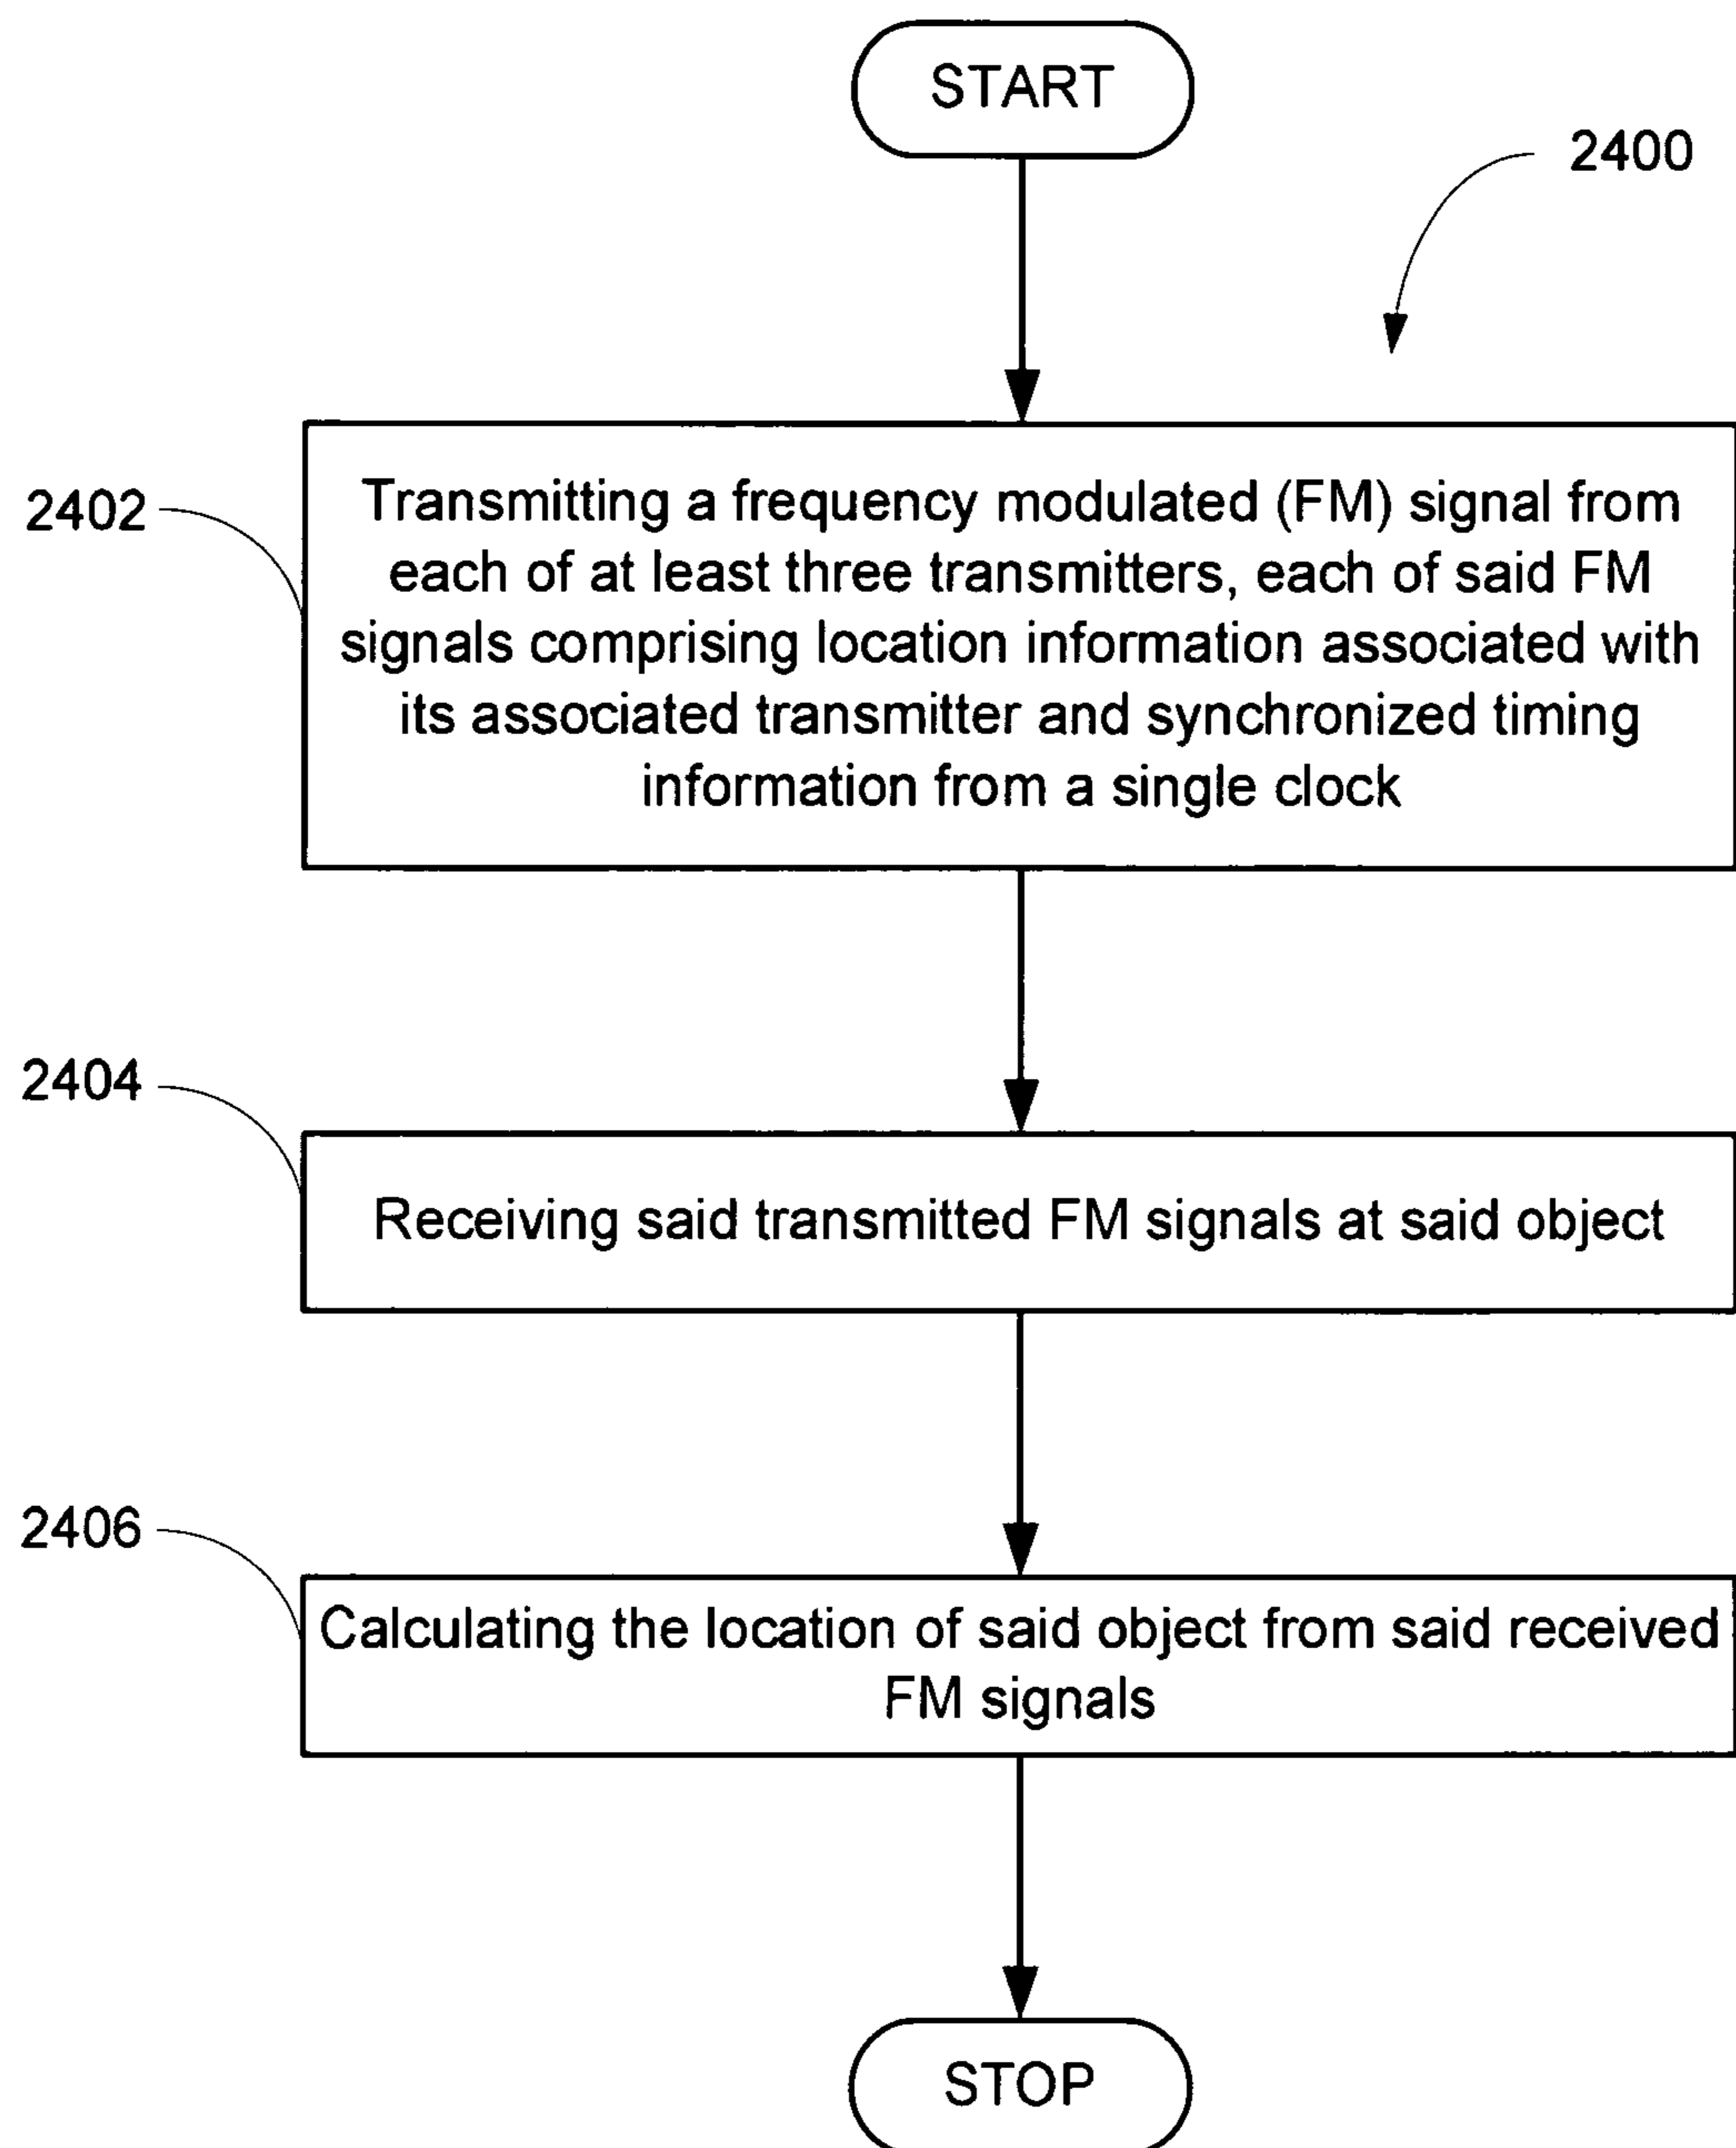 START
2400
2402
Transmitting a frequency modulated (FM) signal from
each of at least three transmitters, each of said FM
signals comprising location information associated with
its associated transmitter and synchronized timing
information from a single clock
2404
Receiving said transmitted FM signals at said object
2406
Calculating the location of said object from said received
FM signals
STOP